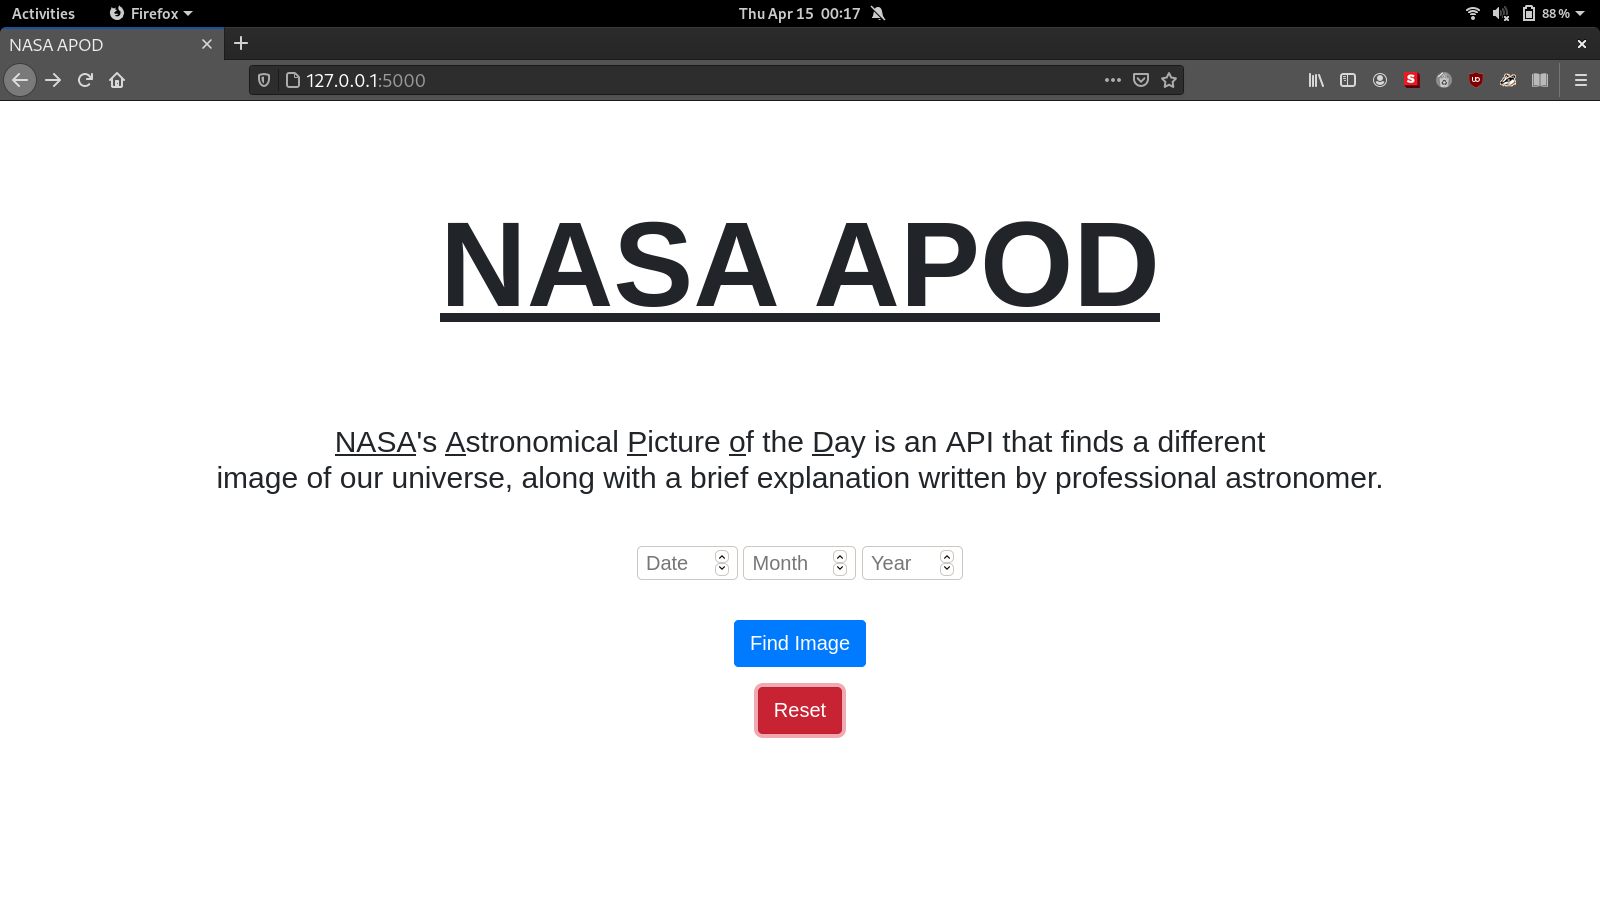 Activities Firefox Thu Apr 15 00:17 88 %
NASA APOD
127.0.0.1:5000
NASA APOD
NASA's Astronomical Picture of the Day is an API that finds a different
image of our universe, along with a brief explanation written by professional astronomer.
Date Month Year
Find Image
Reset